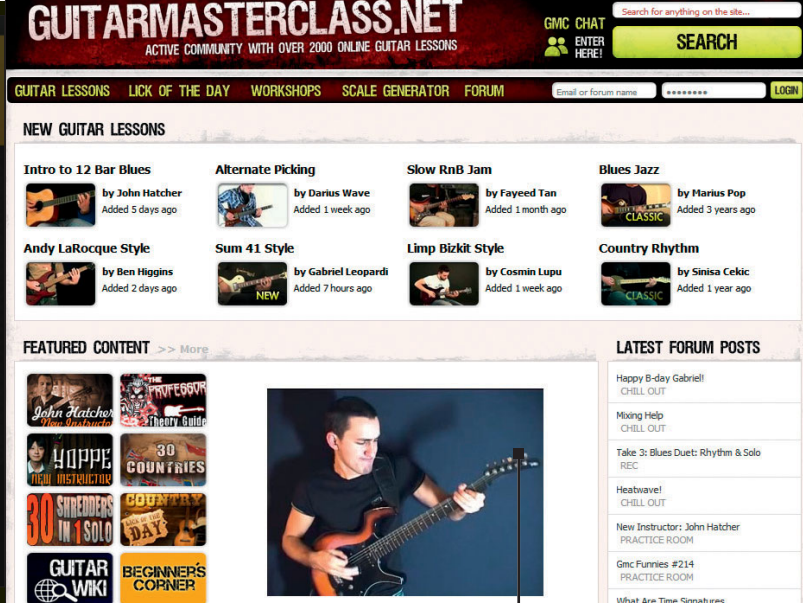 GUITARMASTERCLASS.NET
ACTIVE COMMUNITY WITH OVER 2000 ONLINE GUITAR LESSONS
GMC CHAT
ENTER
HERE!
Search for anything on the site...
SEARCH
GUITAR LESSONS LICK OF THE DAY WORKSHOPS SCALE GENERATOR FORUM
Email or forum name
LOGIN
NEW GUITAR LESSONS
Intro to 12 Bar Blues
by John Hatcher
Added 5 days ago
Alternate Picking
by Darius Wave
Added 1 week ago
Slow RnB Jam
by Fayeed Tan
Added 1 month ago
Blues Jazz
CLASSIC
by Marius Pop
Added 3 years ago
Andy LaRocque Style
by Ben Higgins
Added 2 days ago
Sum 41 Style
NEW
by Gabriel Leopardi
Added 7 hours ago
Limp Bizkit Style
by Cosmin Lupu
Added 1 week ago
Country Rhythm
CLASSIC
by Sinisa Cekic
Added 1 year ago
FEATURED CONTENT >> More
John Hatcher
New Instructor
THE
PROFESSOR
Theory Guide
HOPPE
NEW INSTRUCTOR
30
COUNTRIES
30 SHREDDERS
IN 1 SOLO
COUNTRY
LICK OF THE
DAY
GUITAR
WIKI
BEGINNER'S
CORNER
LATEST FORUM POSTS
Happy B-day Gabriel!
CHILL OUT
Mixing Help
CHILL OUT
Take 3: Blues Duet: Rhythm & Solo
REC
Heatwave!
CHILL OUT
New Instructor: John Hatcher
PRACTICE ROOM
Gmc Funnies #214
PRACTICE ROOM
What Are Time Signatures